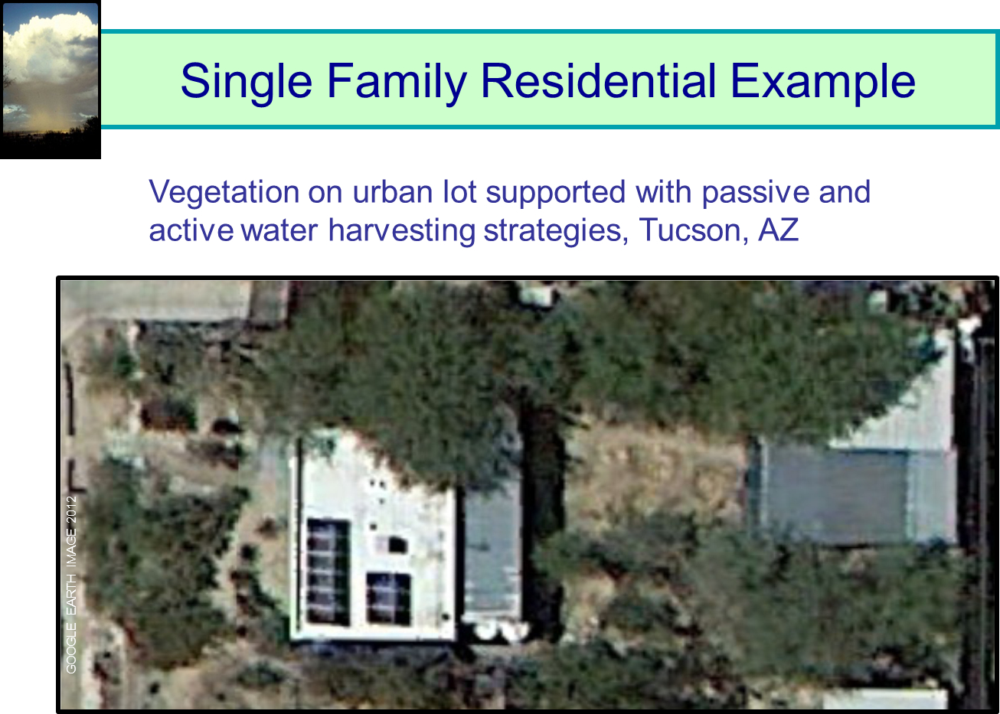 Single Family Residential Example
Vegetation on urban lot supported with passive and
active water harvesting strategies, Tucson, AZ
GOOGLE EARTH IMAGE 2012